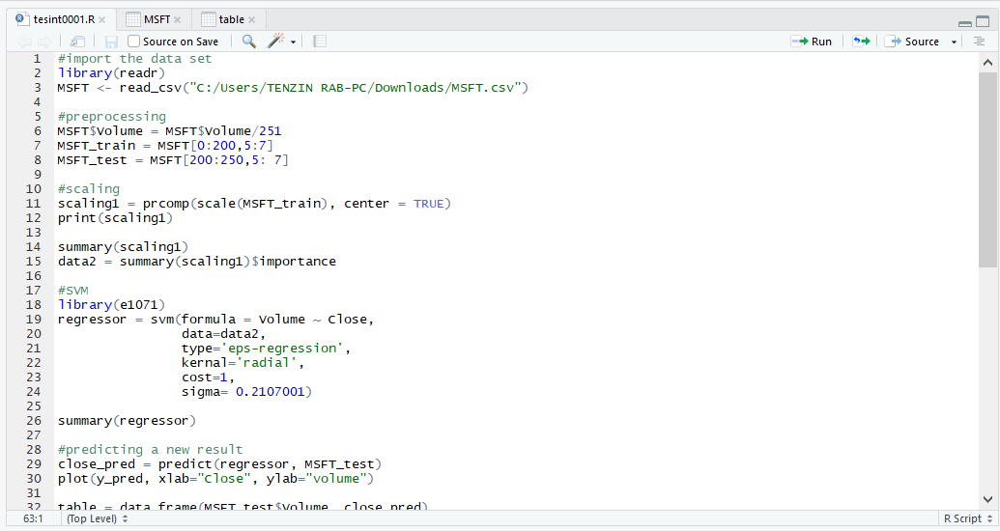 tesint0001.R × MSFT × table ×
Source on Save Run Source
1 #import the data set
2 library(readr)
3 MSFT <- read_csv("C:/Users/TENZIN RAB-PC/Downloads/MSFT.csv")
4
5 #preprocessing
6 MSFT$Volume = MSFT$Volume/251
7 MSFT_train = MSFT[0:200,5:7]
8 MSFT_test = MSFT[200:250,5: 7]
9
10 #scaling
11 scaling1 = prcomp(scale(MSFT_train), center = TRUE)
12 print(scaling1)
13
14 summary(scaling1)
15 data2 = summary(scaling1)$importance
16
17 #SVM
18 library(e1071)
19 regressor = svm(formula = Volume ~ Close,
20 data=data2,
21 type='eps-regression',
22 kernal='radial',
23 cost=1,
24 sigma= 0.2107001)
25
26 summary(regressor)
27
28 #predicting a new result
29 close_pred = predict(regressor, MSFT_test)
30 plot(y_pred, xlab="Close", ylab="volume")
31
32 table = data.frame(MSFT_test$Volume, close_pred)
63:1 (Top Level) R Script